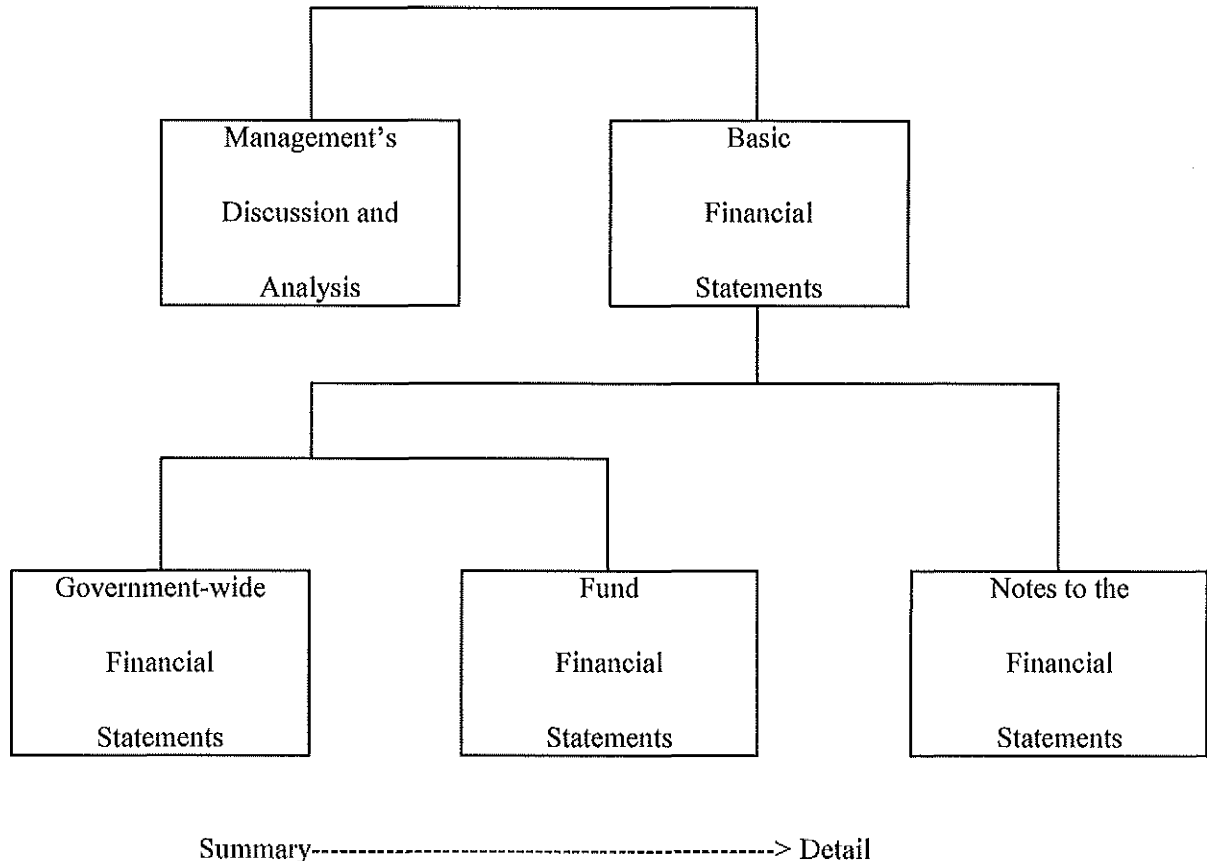 Management's
Discussion and
Analysis
Basic
Financial
Statements
Government-wide
Financial
Statements
Fund
Financial
Statements
Notes to the
Financial
Statements
Summary-----------------------------------------> Detail